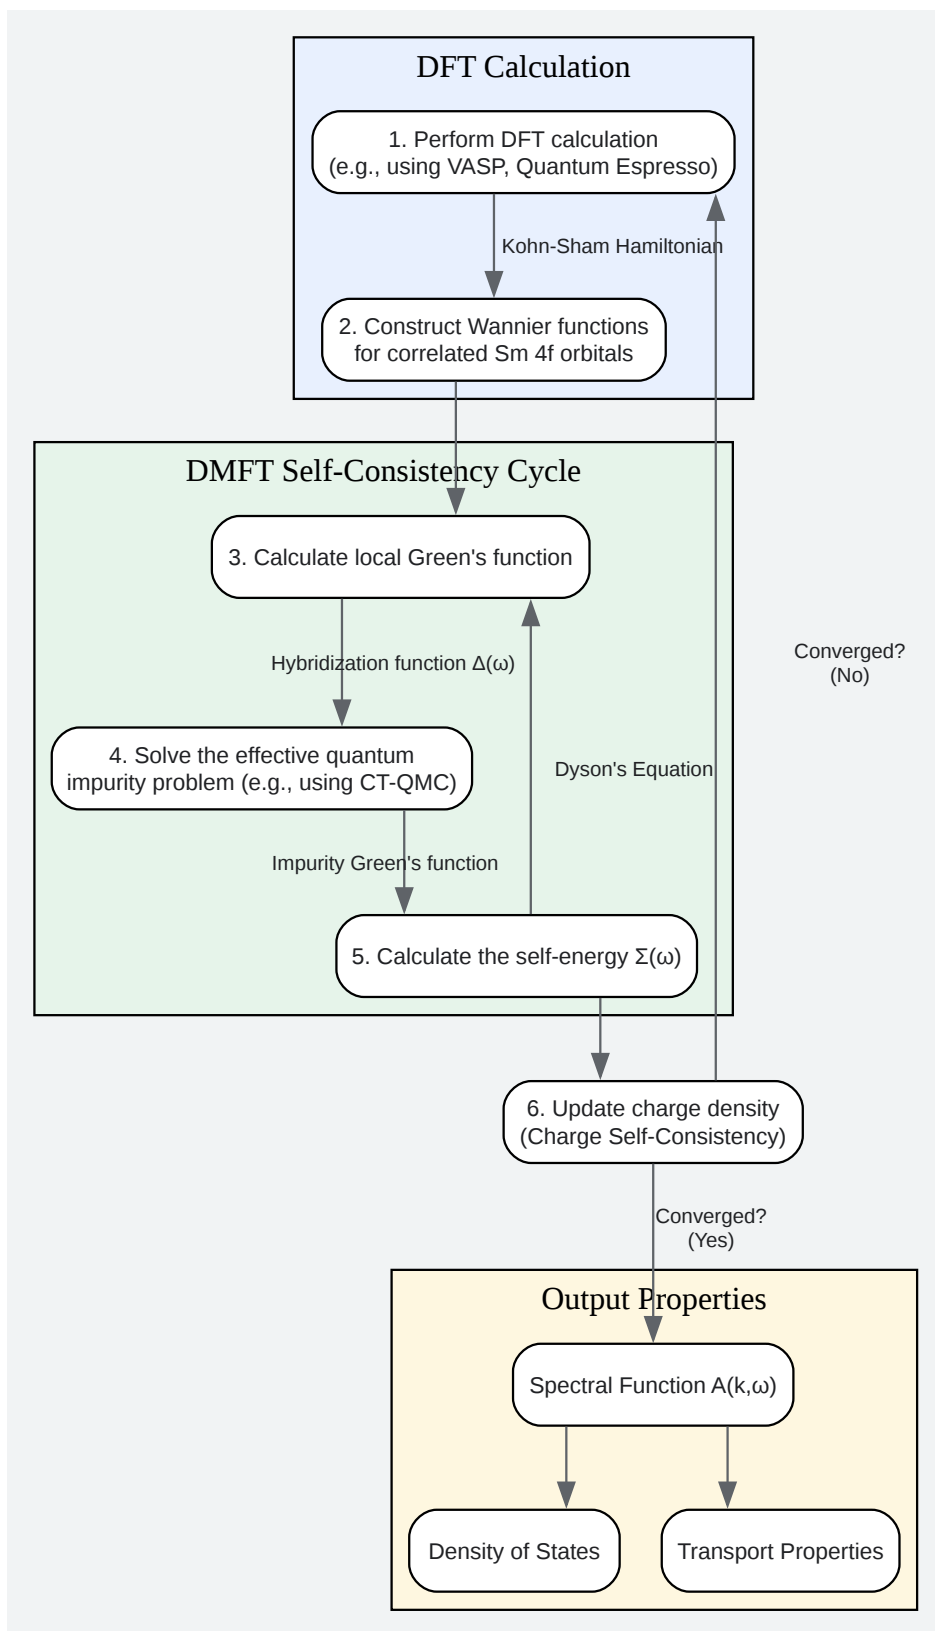 DFT Calculation
1. Perform DFT calculation
(e.g., using VASP, Quantum Espresso)
Kohn-Sham Hamiltonian
2. Construct Wannier functions
for correlated Sm 4f orbitals
DMFT Self-Consistency Cycle
3. Calculate local Green's function
Converged?
(No)
Hybridization function Δ(ω)
4. Solve the effective quantum
impurity problem (e.g., using CT-QMC)
Dyson's Equation
Impurity Green's function
5. Calculate the self-energy Σ(ω)
6. Update charge density
(Charge Self-Consistency)
Converged?
(Yes)
Output Properties
Spectral Function A(k,ω)
Density of States
Transport Properties